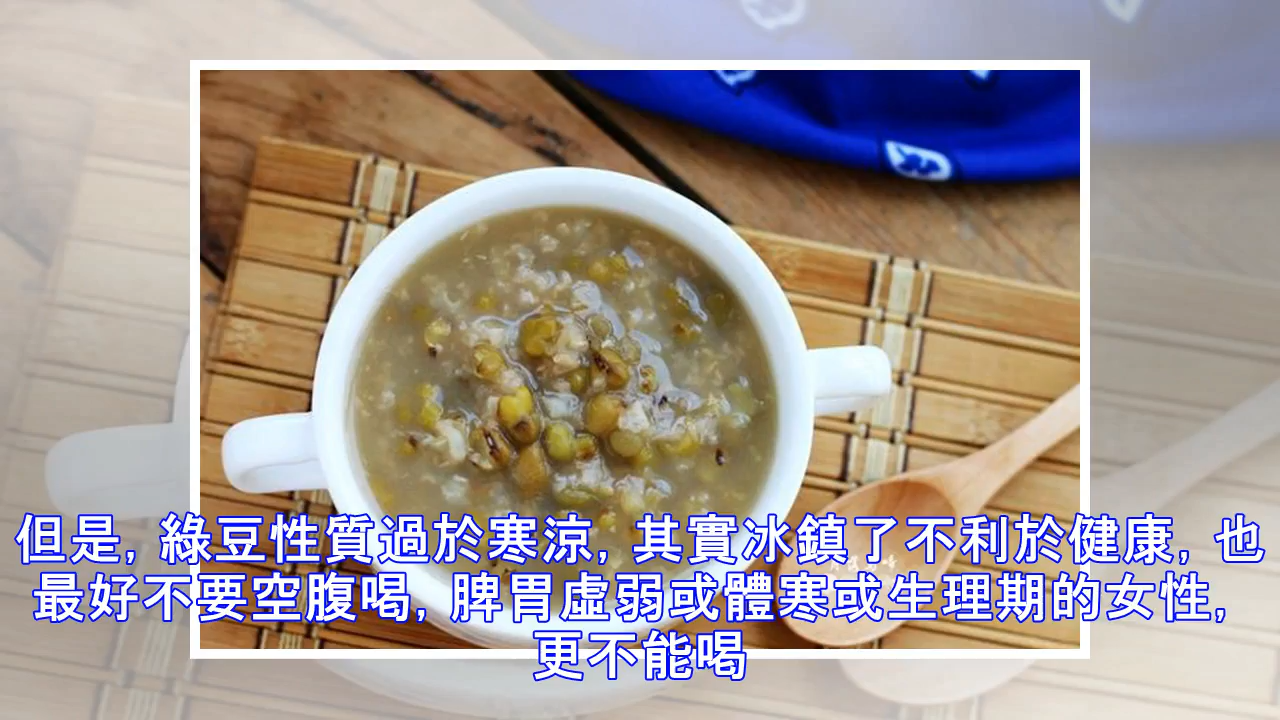 但是, 綠豆性質過於寒涼, 其實冰鎮了不利於健康, 也
最好不要空腹喝, 脾胃虛弱或體寒或生理期的女性,
更不能喝